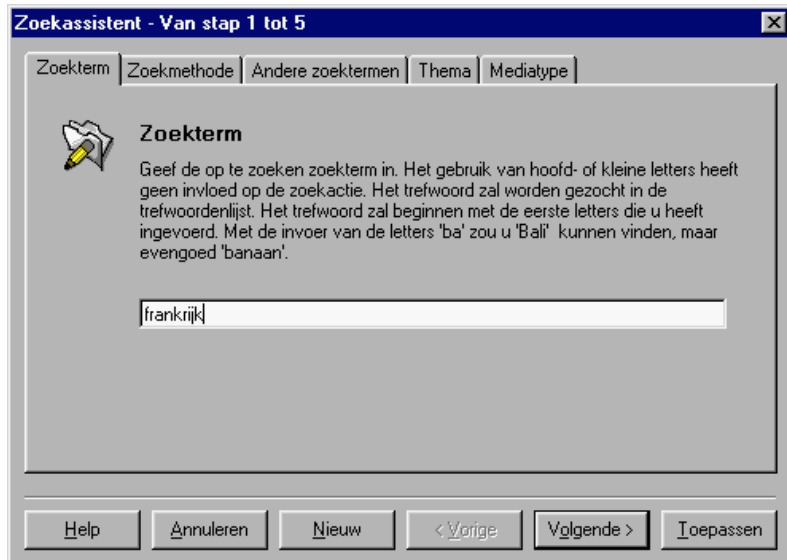 Zoekassistent - Van stap 1 tot 5
Zoekterm Zoekmethode Andere zoektermen Thema Mediatype
Zoekterm
Geef de op te zoeken zoekterm in. Het gebruik van hoofd- of kleine letters heeft
geen invloed op de zoekactie. Het trefwoord zal worden gezocht in de
trefwoordenlijst. Het trefwoord zal beginnen met de eerste letters die u heeft
ingevoerd. Met de invoer van de letters 'ba' zou u 'Bali' kunnen vinden, maar
evengoed 'banaan'.
frankrijk
Help Annuleren Nieuw < Vorige Volgende > Toepassen